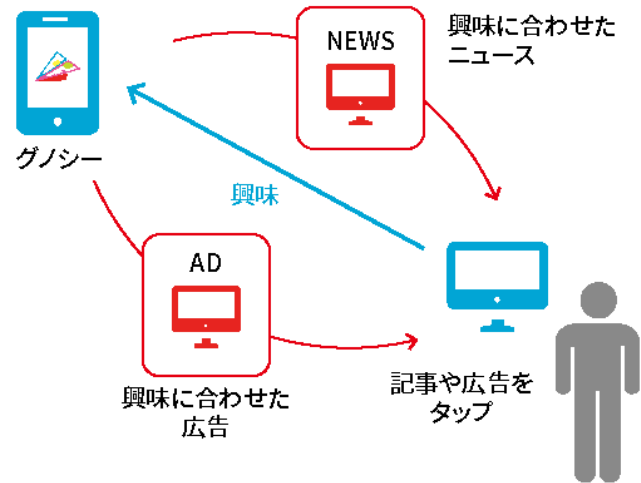 NEWS
興味に合わせた
ニュース
グノシー
興味
AD
興味に合わせた
広告
記事や広告を
タップ